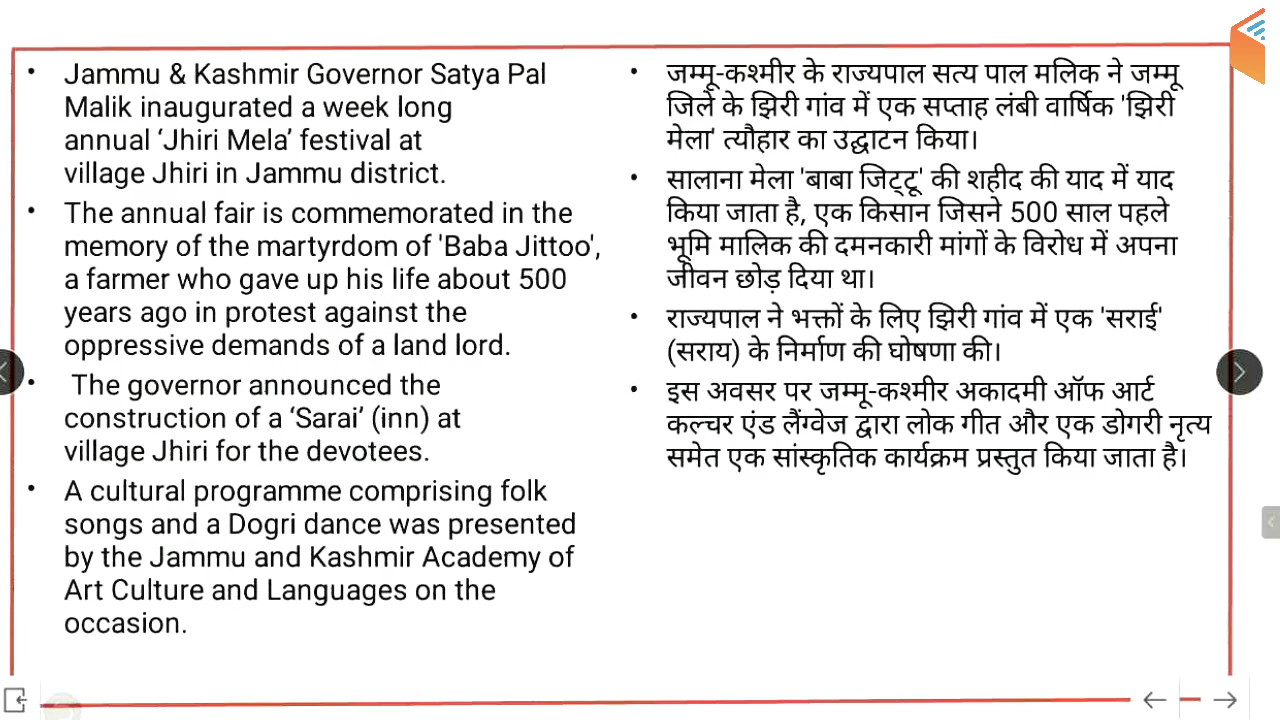 • Jammu & Kashmir Governor Satya Pal
Malik inaugurated a week long
annual ‘Jhiri Mela’ festival at
village Jhiri in Jammu district.
• The annual fair is commemorated in the
memory of the martyrdom of 'Baba Jittoo',
a farmer who gave up his life about 500
years ago in protest against the
oppressive demands of a land lord.
• The governor announced the
construction of a ‘Sarai’ (inn) at
village Jhiri for the devotees.
• A cultural programme comprising folk
songs and a Dogri dance was presented
by the Jammu and Kashmir Academy of
Art Culture and Languages on the
occasion.
• जम्मू-कश्मीर के राज्यपाल सत्य पाल मलिक ने जम्मू
जिले के झिरी गांव में एक सप्ताह लंबी वार्षिक 'झिरी
मेला' त्यौहार का उद्घाटन किया।
• सालाना मेला 'बाबा जिट्टू' की शहीद की याद में याद
किया जाता है, एक किसान जिसने 500 साल पहले
भूमि मालिक की दमनकारी मांगों के विरोध में अपना
जीवन छोड़ दिया था।
• राज्यपाल ने भक्तों के लिए झिरी गांव में एक 'सराई'
(सराय) के निर्माण की घोषणा की।
• इस अवसर पर जम्मू-कश्मीर अकादमी ऑफ आर्ट
कल्चर एंड लैंग्वेज द्वारा लोक गीत और एक डोगरी नृत्य
समेत एक सांस्कृतिक कार्यक्रम प्रस्तुत किया जाता है।